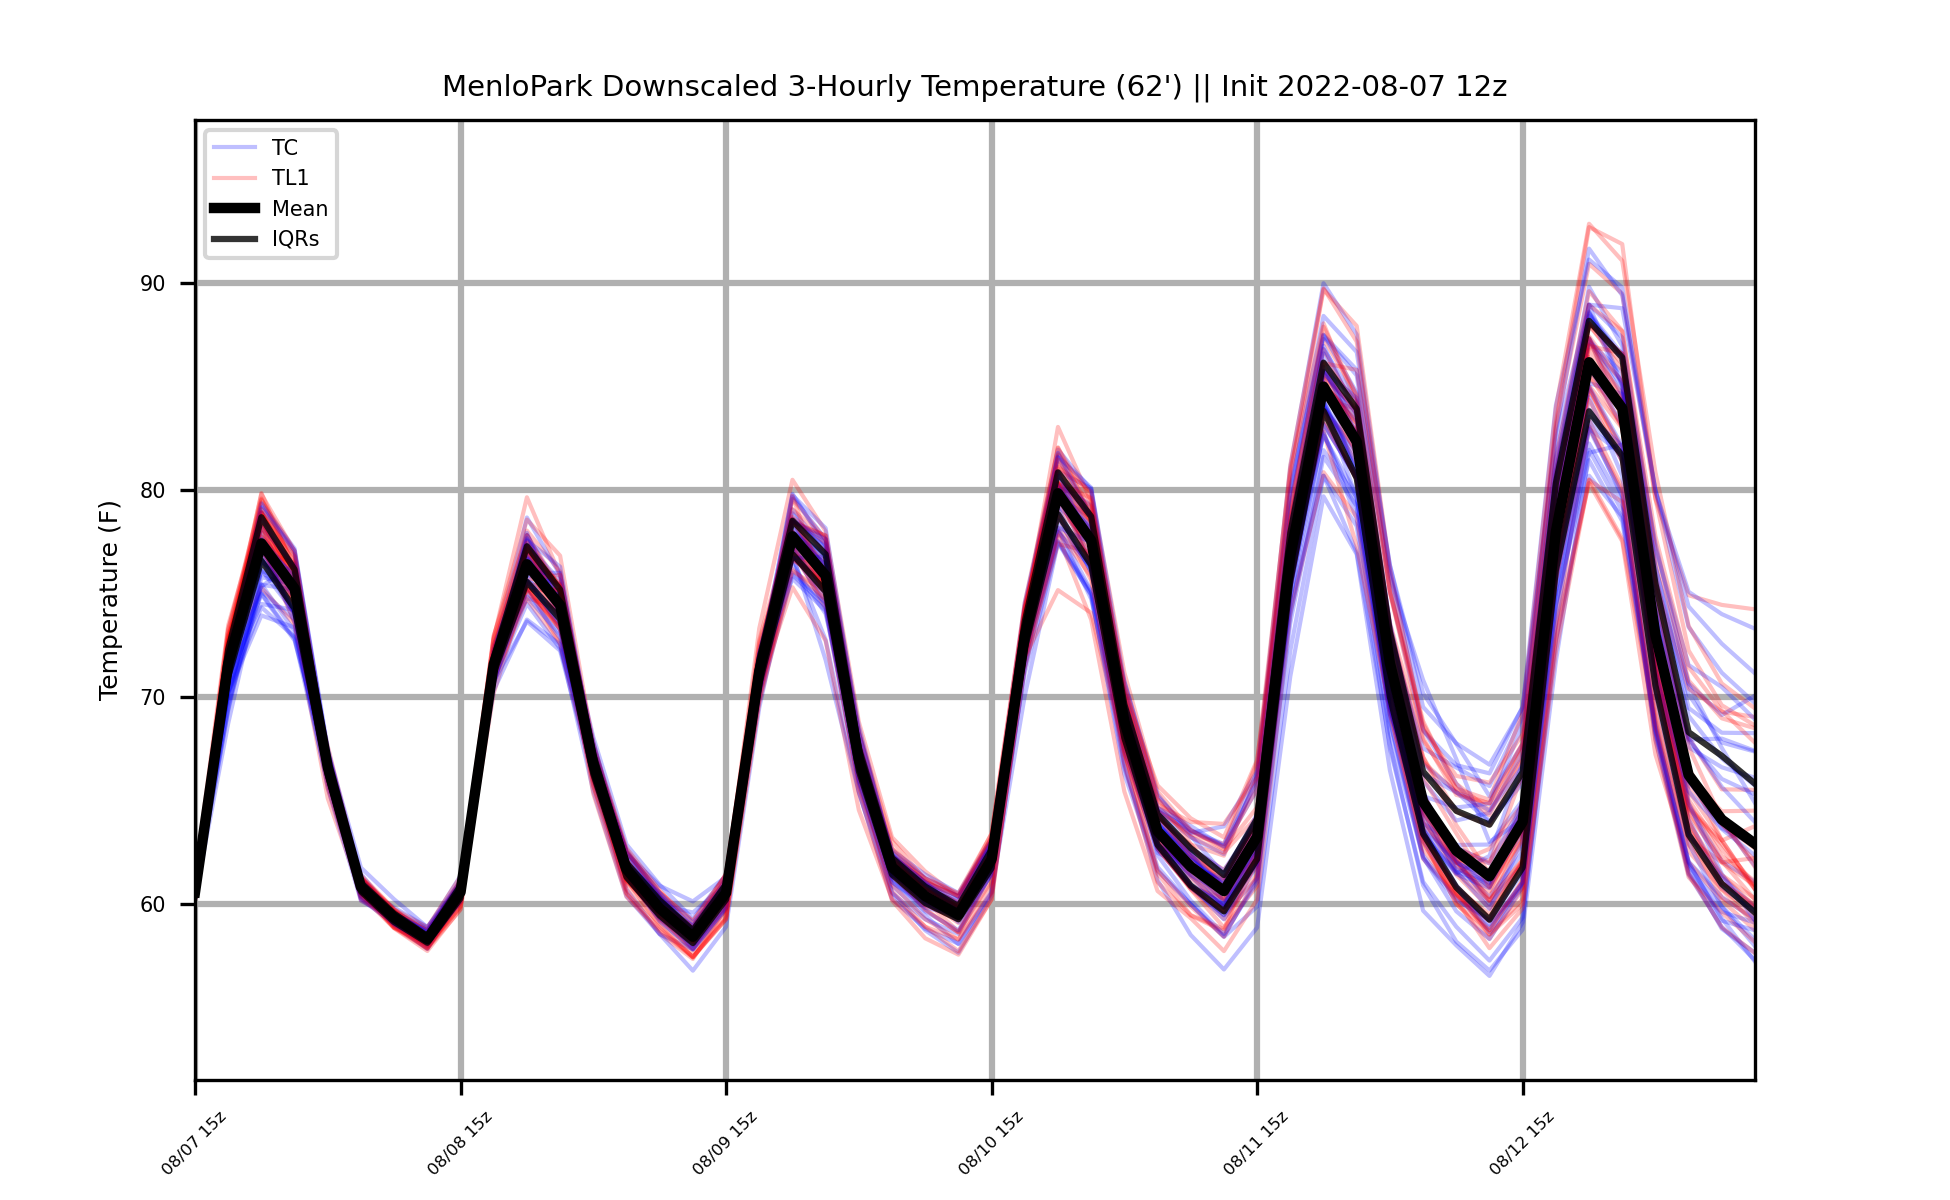 MenloPark Downscaled 3-Hourly Temperature (62') || Init 2022-08-07 12z
TC
TL1
Mean
IQRs
90
80
70
60
Temperature (F)
08/07 15z
08/08 15z
08/09 15z
08/10 15z
08/11 15z
08/12 15z